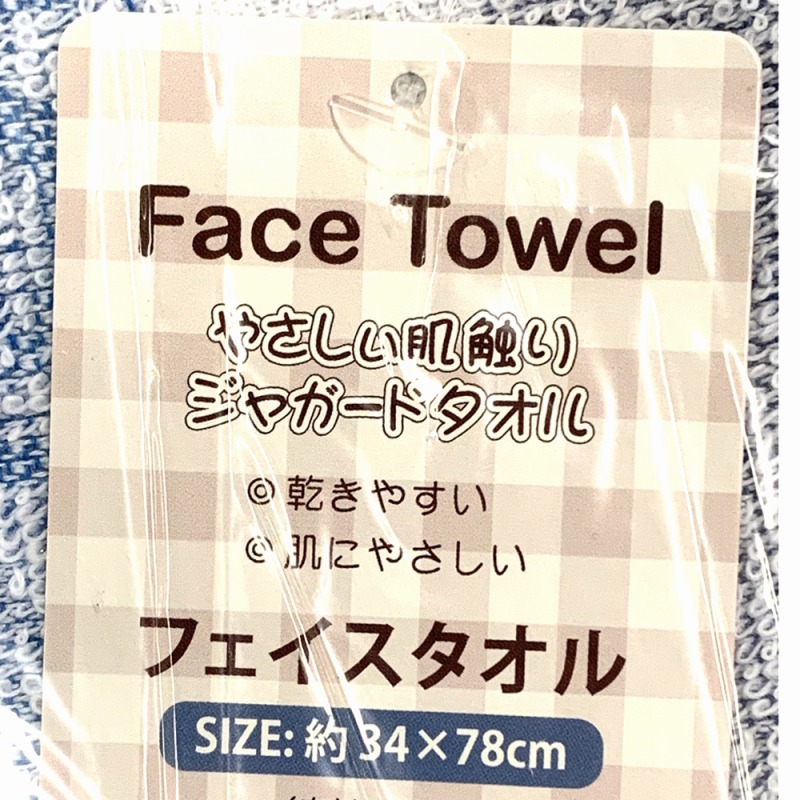 Face Towel
やさしい肌触り
ジャガードタオル
◎乾きやすい
◎肌にやさしい
フェイスタオル
SIZE: 約 34×78cm